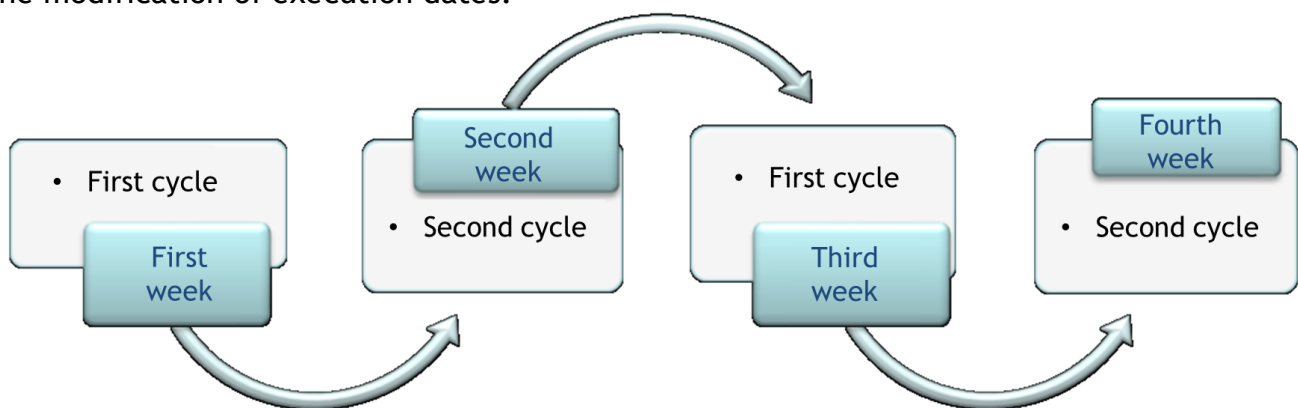 the modification of execution dates.
• First cycle
First
week
Second
week
• Second cycle
• First cycle
Third
week
Fourth
week
• Second cycle